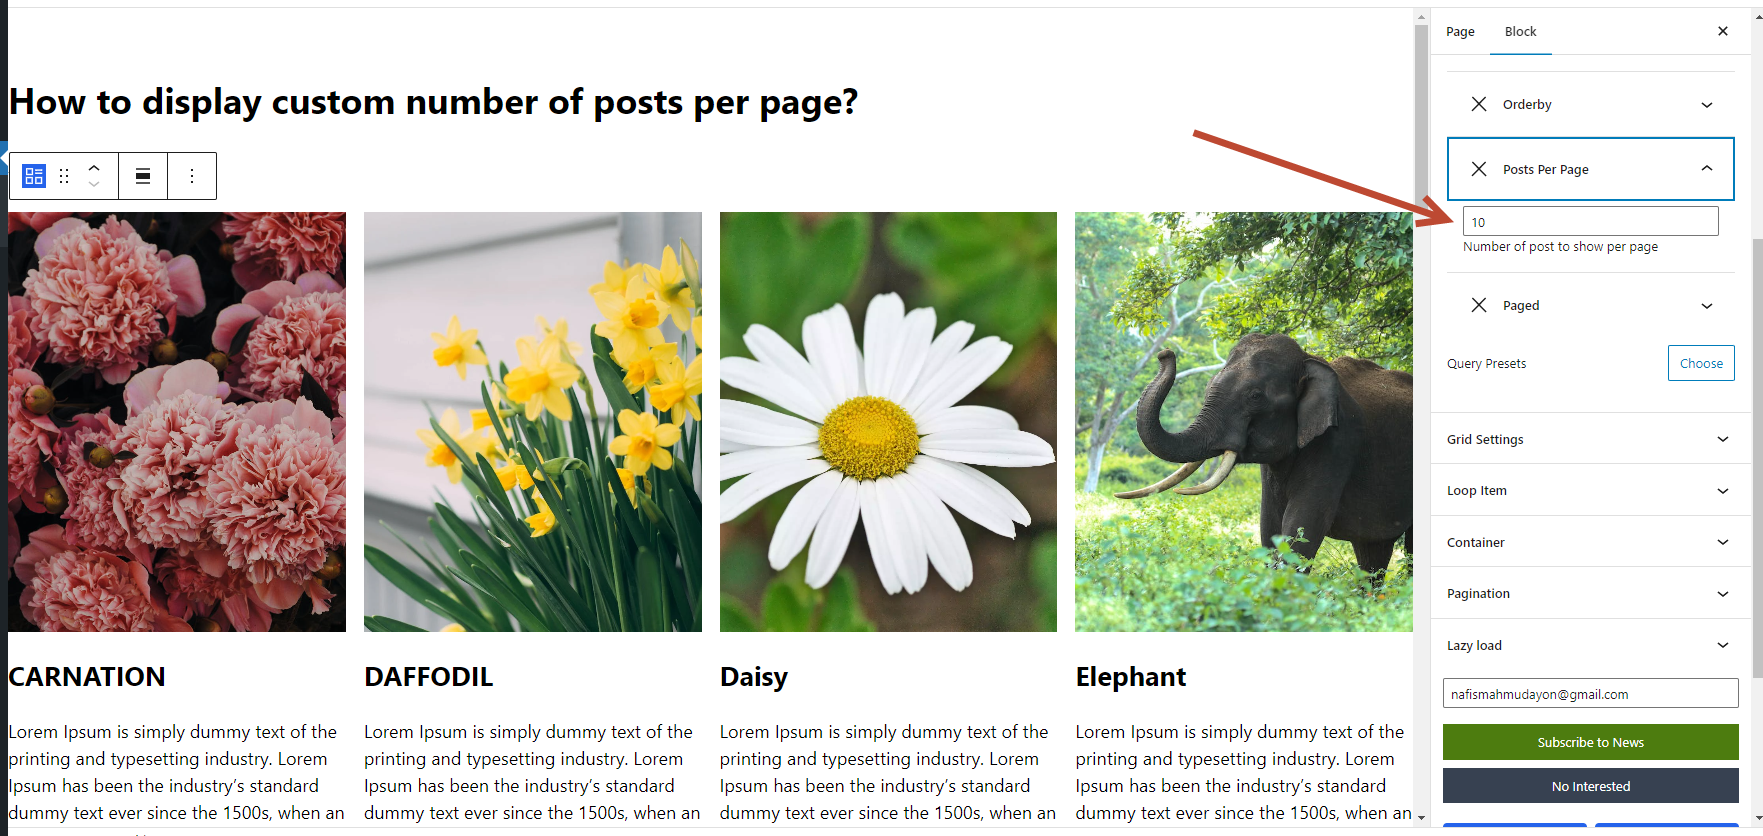 How to display custom number of posts per page?
CARNATION
Lorem Ipsum is simply dummy text of the
printing and typesetting industry. Lorem
Ipsum has been the industry’s standard
dummy text ever since the 1500s, when an
DAFFODIL
Lorem Ipsum is simply dummy text of the
printing and typesetting industry. Lorem
Ipsum has been the industry’s standard
dummy text ever since the 1500s, when an
Daisy
Lorem Ipsum is simply dummy text of the
printing and typesetting industry. Lorem
Ipsum has been the industry’s standard
dummy text ever since the 1500s, when an
Elephant
Lorem Ipsum is simply dummy text of the
printing and typesetting industry. Lorem
Ipsum has been the industry’s standard
dummy text ever since the 1500s, when an
Page Block
Orderby
Posts Per Page
10
Number of post to show per page
Paged
Query Presets Choose
Grid Settings
Loop Item
Container
Pagination
Lazy load
nafismahmudayon@gmail.com
Subscribe to News
No Interested